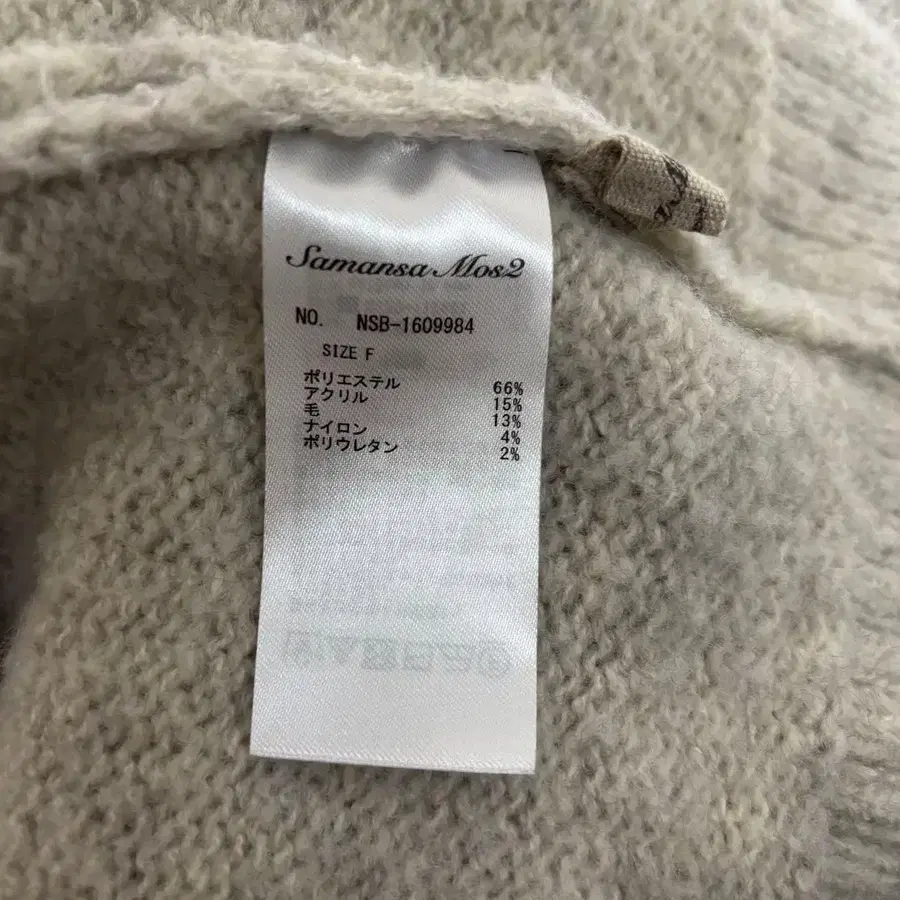 Samansa Mos2
NO. NSB-1609984
SIZE F
ポリエステル 66%
アクリル 15%
毛 13%
ナイロン 4%
ポリウレタン 2%